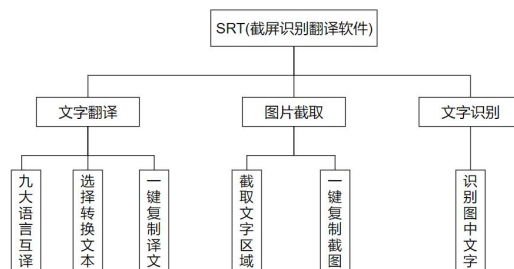 SRT(截屏识别翻译软件)
文字翻译
图片截取
文字识别
九大语言互译
选择转换文本
一键复制译文
截取文字区域
一键复制截图
识别图中文字